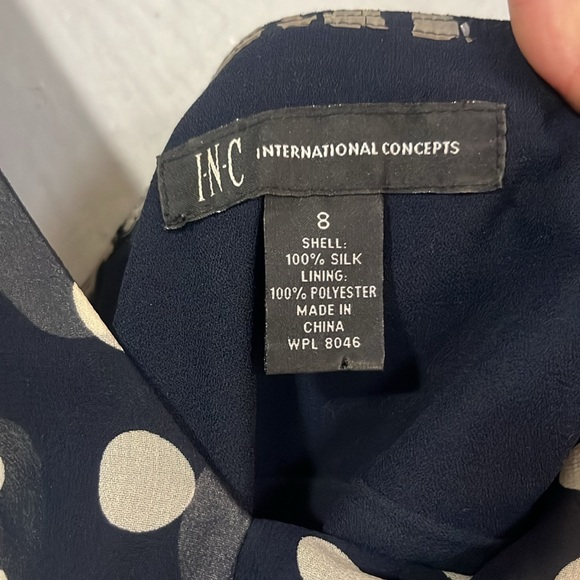 I·N·C INTERNATIONAL CONCEPTS
8
SHELL:
100% SILK
LINING:
100% POLYESTER
MADE IN
CHINA
WPL 8046